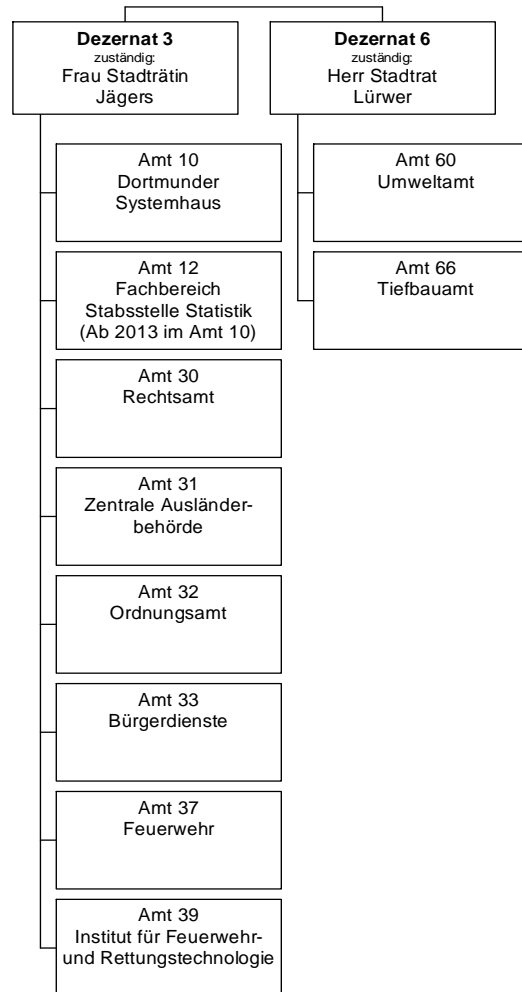 Dezernat 3
zuständig:
Frau Stadträtin
Jägers
Dezernat 6
zuständig:
Herr Stadtrat
Lürwer
Amt 10
Dortmunder
Systemhaus
Amt 12
Fachbereich
Stabsstelle Statistik
(Ab 2013 im Amt 10)
Amt 30
Rechtsamt
Amt 31
Zentrale Ausländer-
behörde
Amt 32
Ordnungsamt
Amt 33
Bürgerdienste
Amt 37
Feuerwehr
Amt 39
Institut für Feuerwehr-
und Rettungstechnologie
Amt 60
Umweltamt
Amt 66
Tiefbauamt